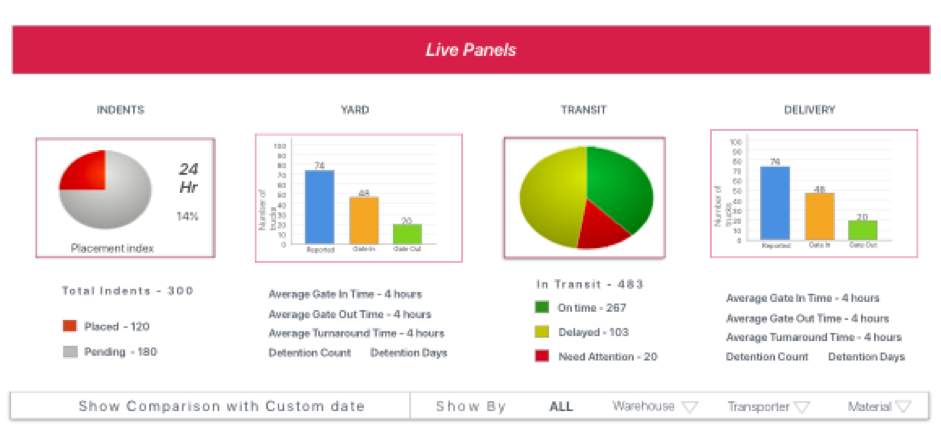 Live Panels
INDENTS
YARD
TRANSIT
DELIVERY
24
Hr
14%
Placement index
100
90
80
70
60
50
40
30
20
10
0
Number of
trucks
74
48
20
Reported
Gate In
Gate Out
100
90
80
70
60
50
40
30
20
10
0
Number of
trucks
74
48
20
Reported
Gate In
Gate Out
Total Indents - 300
Placed - 120
Pending - 180
Average Gate In Time - 4 hours
Average Gate Out Time - 4 hours
Average Turnaround Time - 4 hours
Detention Count Detention Days
In Transit - 483
On time - 267
Delayed - 103
Need Attention - 20
Average Gate In Time - 4 hours
Average Gate Out Time - 4 hours
Average Turnaround Time - 4 hours
Detention Count Detention Days
Show Comparison with Custom date
Show By ALL Warehouse Transporter Material